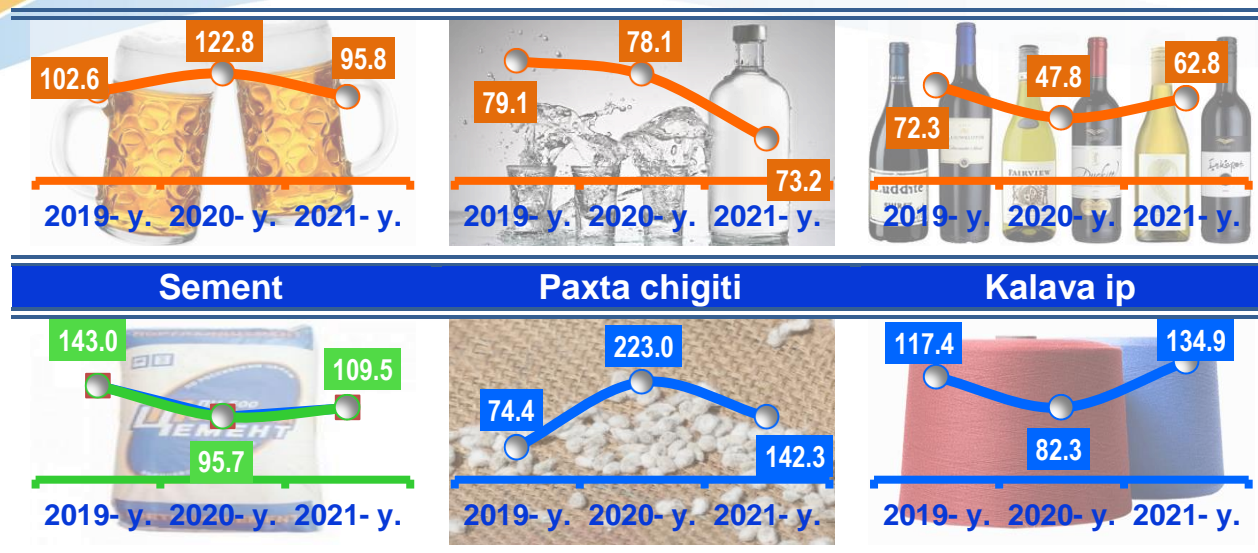 102.6 122.8 95.8
2019- y. 2020- y. 2021- y.
79.1 78.1 73.2
2019- y. 2020- y. 2021- y.
72.3 47.8 62.8
FAIRVIEW
2019- y. 2020- y. 2021- y.
Sement Paxta chigiti Kalava ip
143.0 95.7 109.5
ЦЕМЕНТ
2019- y. 2020- y. 2021- y.
74.4 223.0 142.3
2019- y. 2020- y. 2021- y.
117.4 82.3 134.9
2019- y. 2020- y. 2021- y.